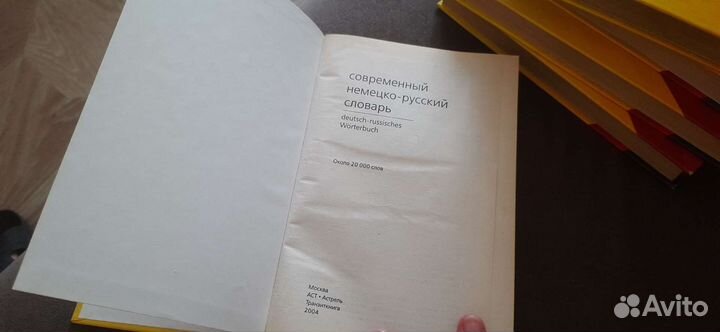 современный
немецко-русский
словарь
deutsch-russisches
Wörterbuch
Около 20 000 слов
Москва
АСТ • Астрель
Транзиткнига
2004
Avito